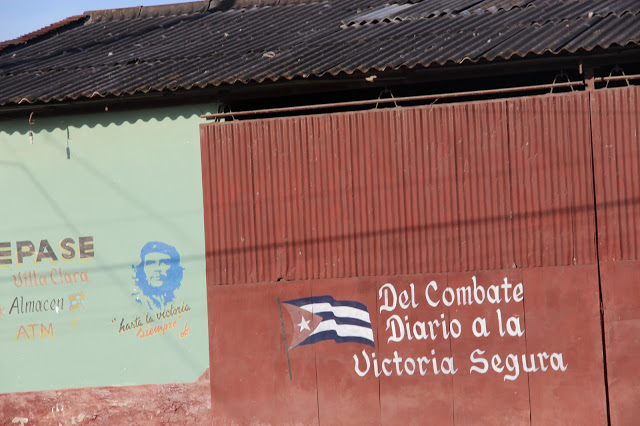 EPASE
Villa Clara
Almacen
ATM
"hasta la victoria
siempre"
Del Combate
Diario a la
Victoria Segura